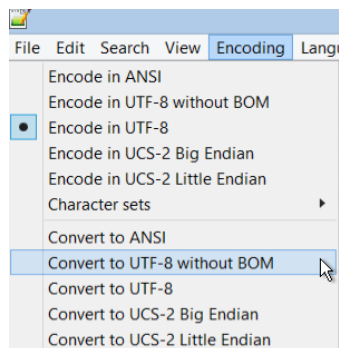 File Edit Search View Encoding Langu
Encode in ANSI
Encode in UTF-8 without BOM
Encode in UTF-8
Encode in UCS-2 Big Endian
Encode in UCS-2 Little Endian
Character sets
Convert to ANSI
Convert to UTF-8 without BOM
Convert to UTF-8
Convert to UCS-2 Big Endian
Convert to UCS-2 Little Endian